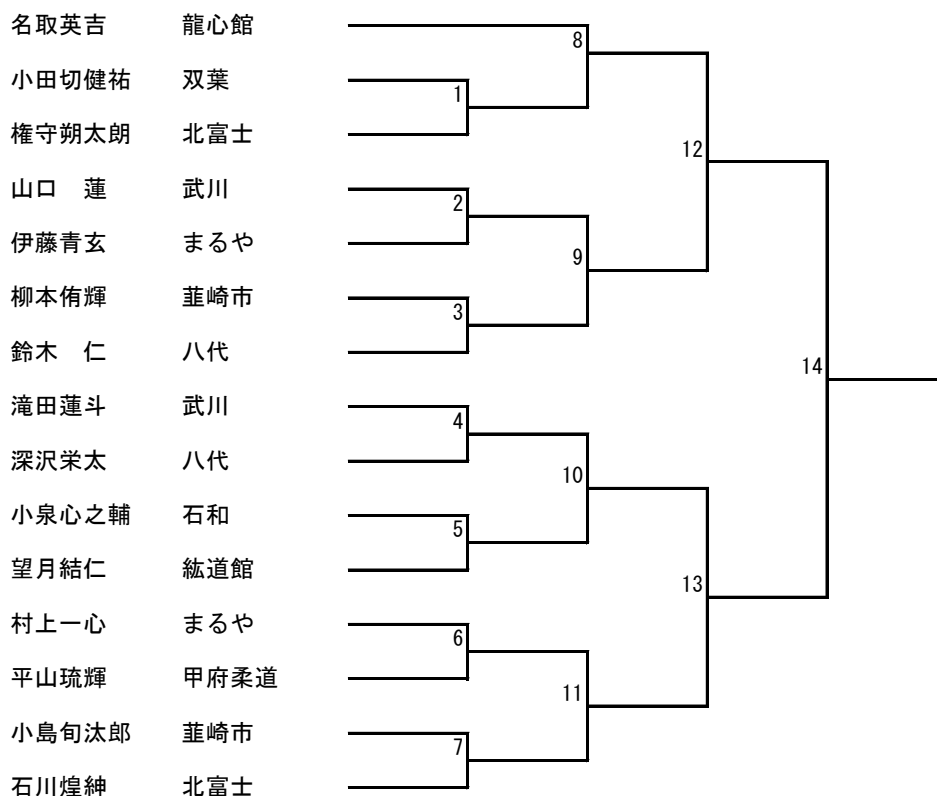 名取英吉 龍心館
8
小田切健祐 双葉
1
権守朔太朗 北富士
12
山口　蓮 武川
2
伊藤青玄 まるや
9
柳本侑輝 韮崎市
3
鈴木　仁 八代
14
滝田蓮斗 武川
4
深沢栄太 八代
10
小泉心之輔 石和
5
望月結仁 紘道館
13
村上一心 まるや
6
平山琉輝 甲府柔道
11
小島旬汰郎 韮崎市
7
石川煌紳 北富士